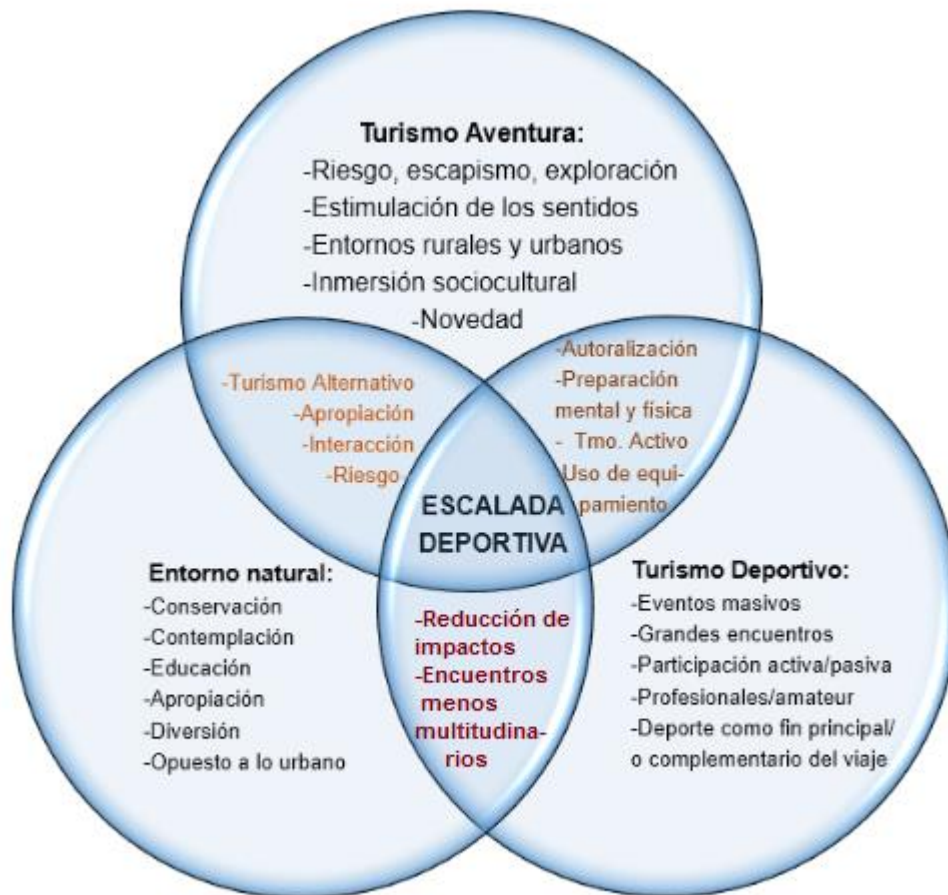 Turismo Aventura:
-Riesgo, escapismo, exploración
-Estimulación de los sentidos
-Entornos rurales y urbanos
-Inmersión sociocultural
-Novedad
-Turismo Alternativo
-Apropiación
-Interacción
-Riesgo
-Autoralización
-Preparación
mental y física
- Tmo. Activo
-Uso de equi-
pamiento
ESCALADA
DEPORTIVA
Entorno natural:
-Conservación
-Contemplación
-Educación
-Apropiación
-Diversión
-Opuesto a lo urbano
-Reducción de
impactos
-Encuentros
menos
multitudina-
rios
Turismo Deportivo:
-Eventos masivos
-Grandes encuentros
-Participación activa/pasiva
-Profesionales/amateur
-Deporte como fin principal/
o complementario del viaje